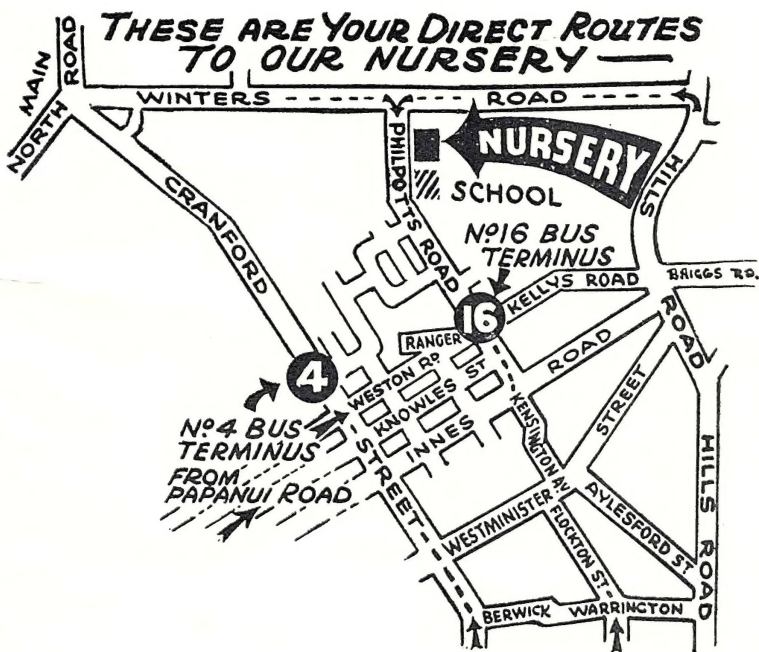 THESE ARE YOUR DIRECT ROUTES
TO OUR NURSERY —
MAIN
NORTH
ROAD
WINTERS
ROAD
PHILPOTTS ROAD
NURSERY
SCHOOL
HILLS
ROAD
CRANFORD
STREET
Nº16 BUS
TERMINUS
16
KELLYS ROAD
BRIGGS RD.
RANGER
4
WESTON RD.
KNOWLES ST
INNES
ROAD
Nº4 BUS
TERMINUS
FROM
PAPANUI ROAD
KENSINGTON AV
STREET
WESTMINISTER
AYLESFORD ST
FLOCKTON ST.
HILLS ROAD
BERWICK
WARRINGTON